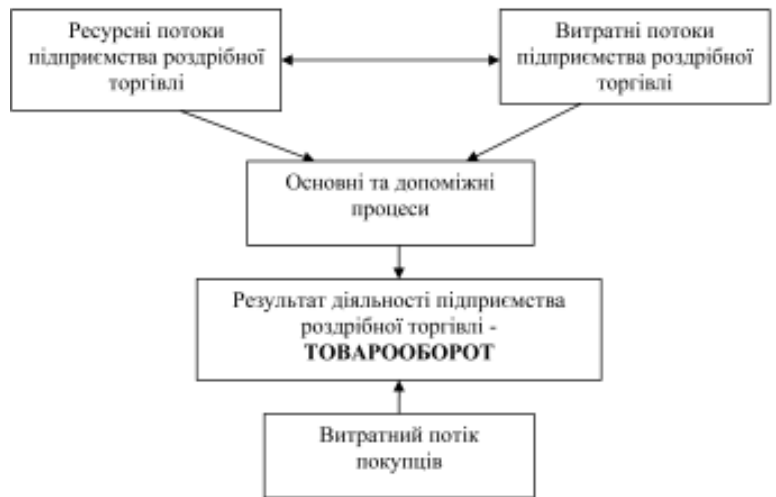 Ресурсні потоки
підприємства роздрібної
торгівлі
Витратні потоки
підприємства роздрібної
торгівлі
Основні та допоміжні
процеси
Результат діяльності підприємства
роздрібної торгівлі -
ТОВАРООБОРОТ
Витратний потік
покупців